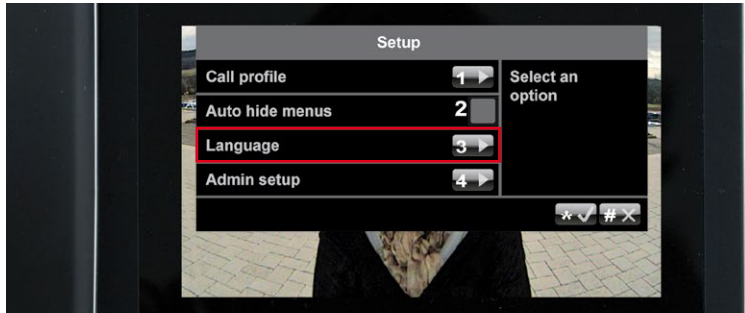 Setup
Call profile 1
Auto hide menus 2
Language 3
Admin setup 4
Select an
option
* #